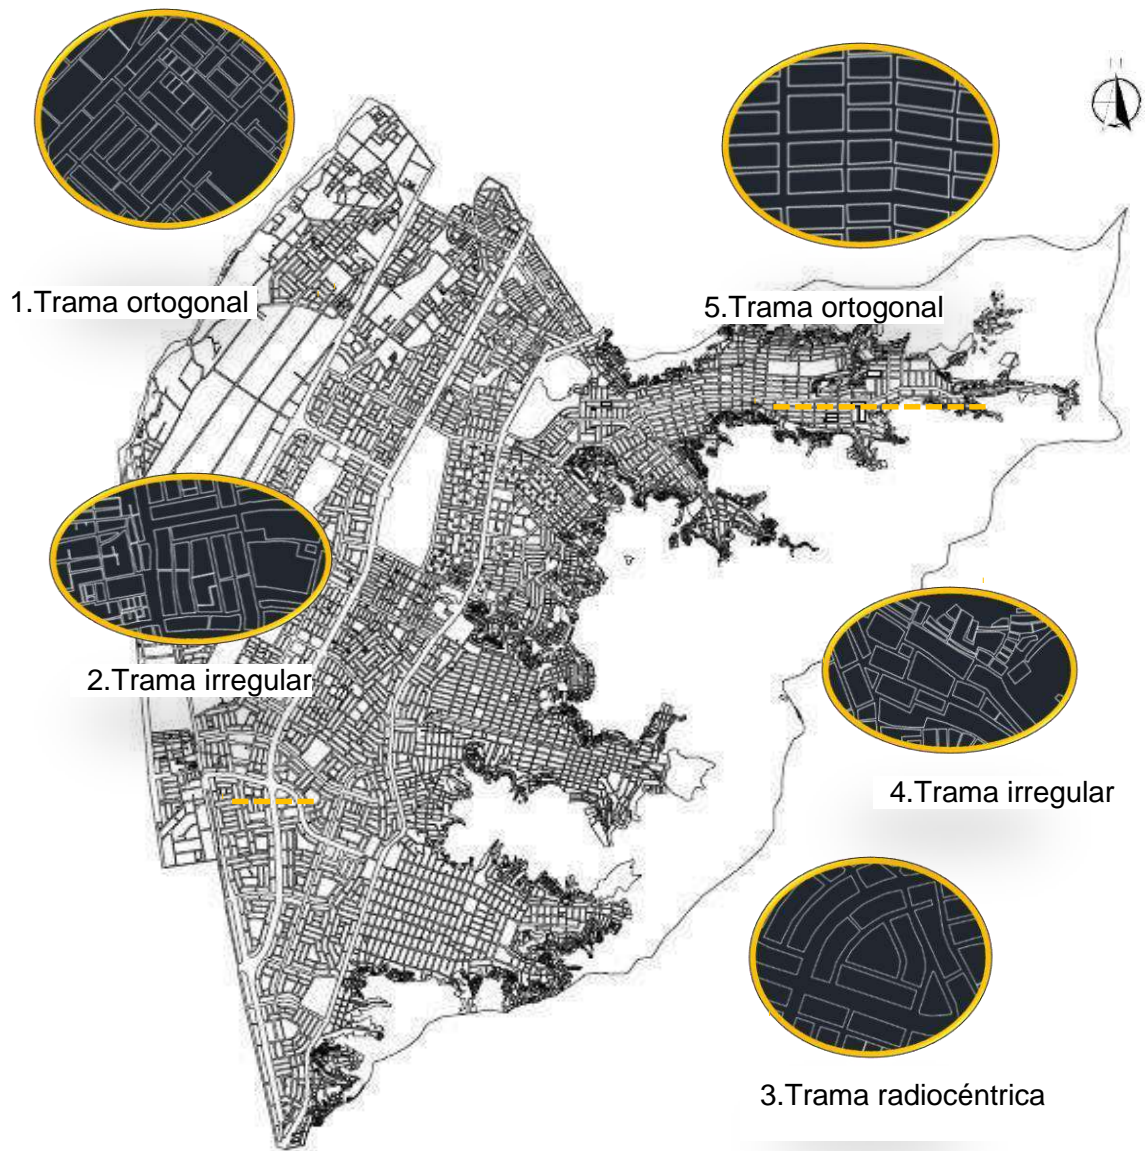 1.Trama ortogonal
5.Trama ortogonal
2.Trama irregular
4.Trama irregular
3.Trama radiocéntrica